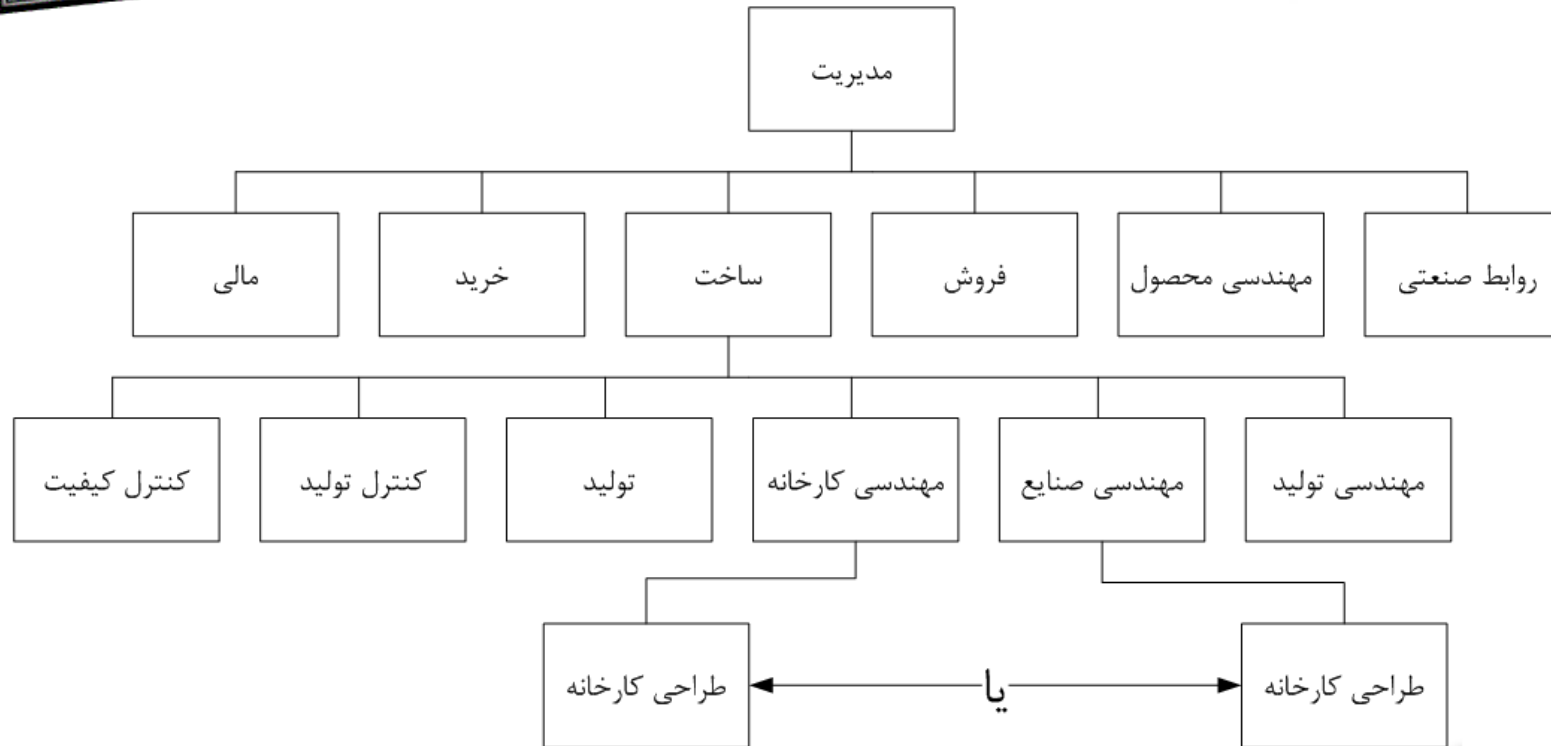 مدیریت
روابط صنعتی
مهندسی محصول
فروش
ساخت
خرید
مالی
مهندسی تولید
مهندسی صنایع
مهندسی کارخانه
تولید
کنترل تولید
کنترل کیفیت
طراحی کارخانه
یا
طراحی کارخانه